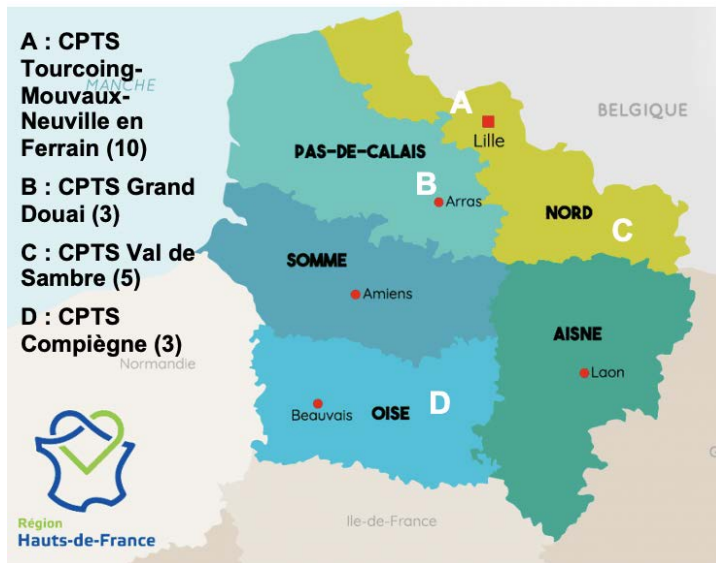 A : CPTS
Tourcoing-
Mouvaux-
Neuville en
Ferrain (10)
B : CPTS Grand
Douai (3)
C : CPTS Val de
Sambre (5)
D : CPTS
Compiègne (3)
MANCHE
BELGIQUE
A
Lille
PAS-DE-CALAIS
B
Arras
NORD
C
SOMME
Amiens
AISNE
Laon
Normandie
D
Beauvais
OISE
Ile-de-France
G
Région
Hauts-de-France